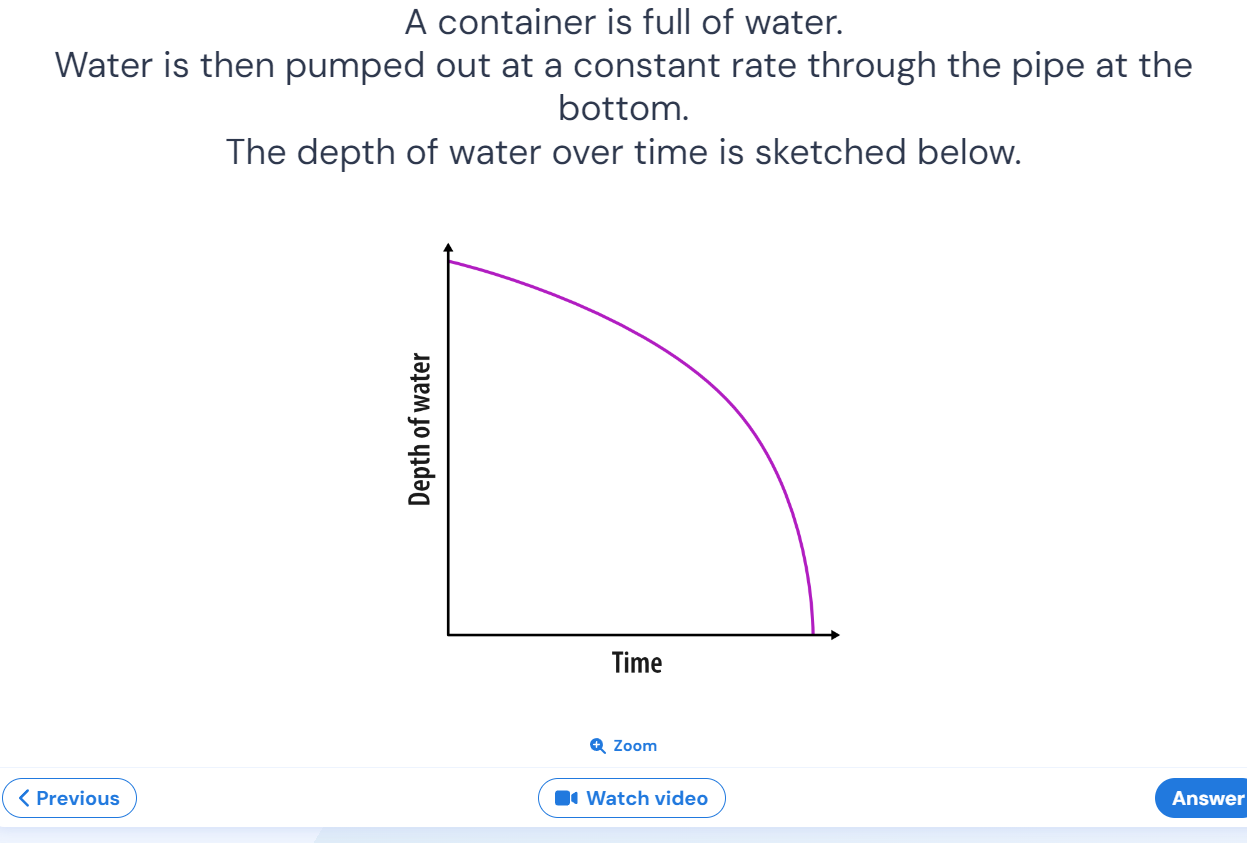 A container is full of water.
Water is then pumped out at a constant rate through the pipe at the
bottom.
The depth of water over time is sketched below.
Depth of water
Time
Zoom
Previous
Watch video
Answer